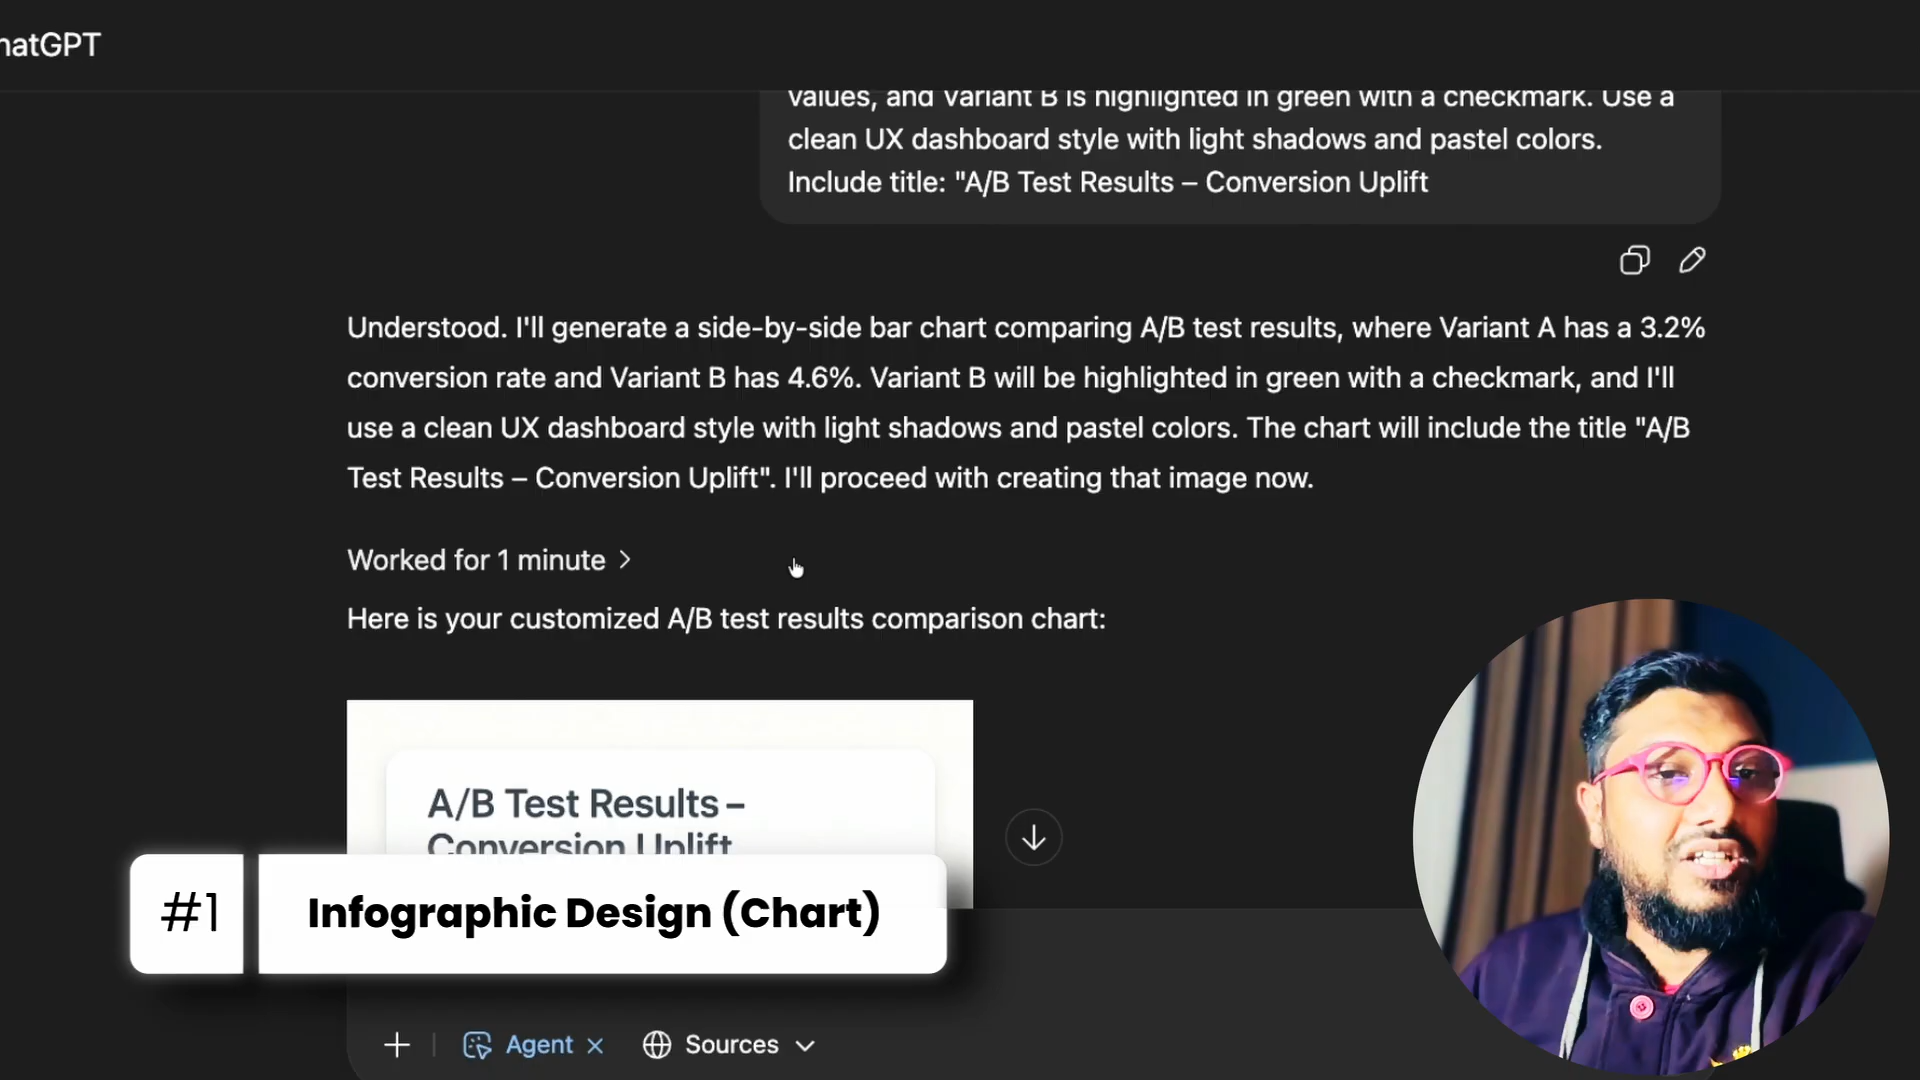 hatGPT
values, and Variant B is highlighted in green with a checkmark. Use a
clean UX dashboard style with light shadows and pastel colors.
Include title: "A/B Test Results – Conversion Uplift
Understood. I'll generate a side-by-side bar chart comparing A/B test results, where Variant A has a 3.2%
conversion rate and Variant B has 4.6%. Variant B will be highlighted in green with a checkmark, and I'll
use a clean UX dashboard style with light shadows and pastel colors. The chart will include the title "A/B
Test Results – Conversion Uplift". I'll proceed with creating that image now.
Worked for 1 minute
Here is your customized A/B test results comparison chart:
A/B Test Results –
Conversion Uplift
#1
Infographic Design (Chart)
Agent
Sources